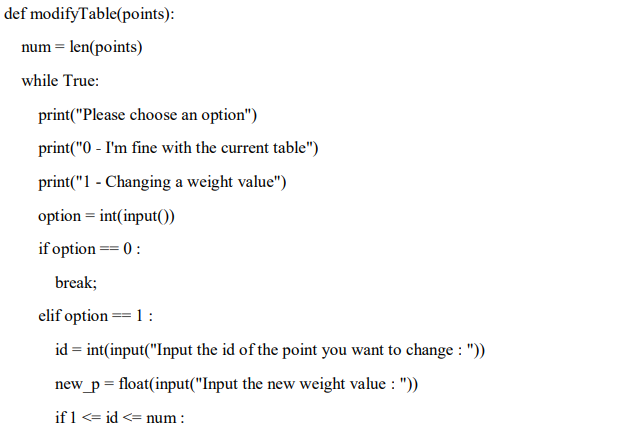 def modifyTable(points):
num = len(points)
while True:
print("Please choose an option")
print("0 - I'm fine with the current table")
print("1 - Changing a weight value")
option = int(input())
if option == 0 :
break;
elif option == 1 :
id = int(input("Input the id of the point you want to change : "))
new_p = float(input("Input the new weight value : "))
if 1 <= id <= num :